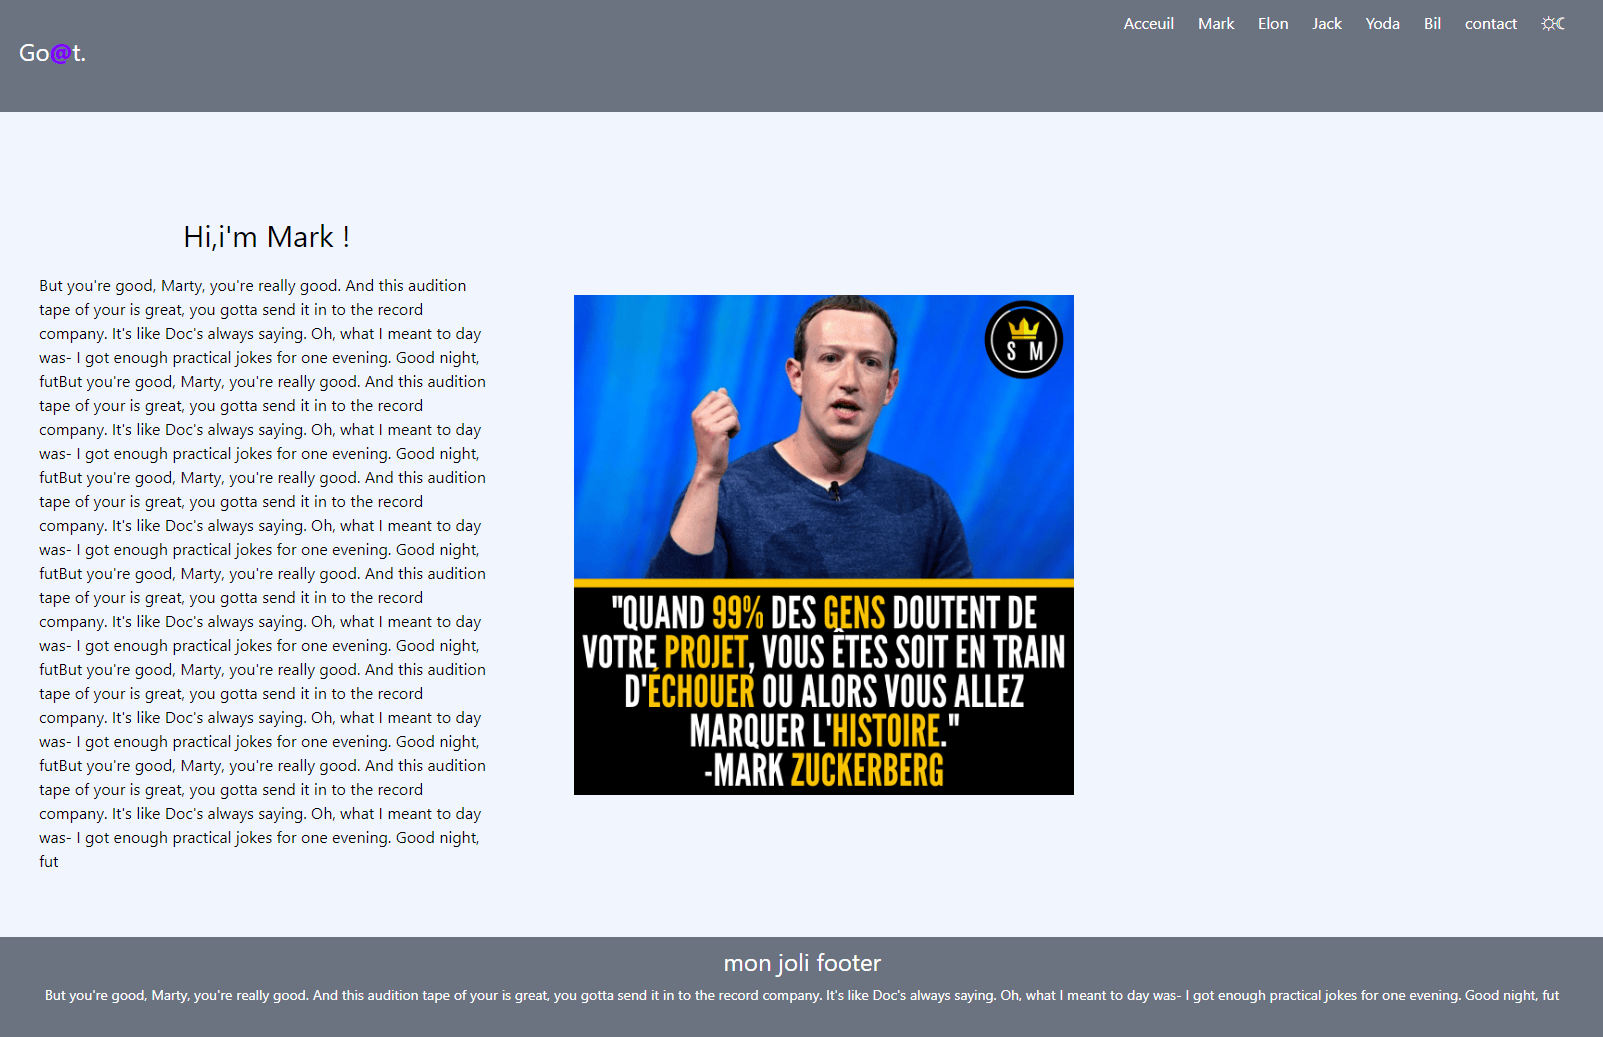 Go@t.
Acceuil Mark Elon Jack Yoda Bil contact
Hi,i'm Mark !
But you're good, Marty, you're really good. And this audition
tape of your is great, you gotta send it in to the record
company. It's like Doc's always saying. Oh, what I meant to day
was- I got enough practical jokes for one evening. Good night,
futBut you're good, Marty, you're really good. And this audition
tape of your is great, you gotta send it in to the record
company. It's like Doc's always saying. Oh, what I meant to day
was- I got enough practical jokes for one evening. Good night,
futBut you're good, Marty, you're really good. And this audition
tape of your is great, you gotta send it in to the record
company. It's like Doc's always saying. Oh, what I meant to day
was- I got enough practical jokes for one evening. Good night,
futBut you're good, Marty, you're really good. And this audition
tape of your is great, you gotta send it in to the record
company. It's like Doc's always saying. Oh, what I meant to day
was- I got enough practical jokes for one evening. Good night,
futBut you're good, Marty, you're really good. And this audition
tape of your is great, you gotta send it in to the record
company. It's like Doc's always saying. Oh, what I meant to day
was- I got enough practical jokes for one evening. Good night,
futBut you're good, Marty, you're really good. And this audition
tape of your is great, you gotta send it in to the record
company. It's like Doc's always saying. Oh, what I meant to day
was- I got enough practical jokes for one evening. Good night,
fut
S M
"QUAND 99% DES GENS DOUTENT DE
VOTRE PROJET, VOUS ÊTES SOIT EN TRAIN
D'ÉCHOUER OU ALORS VOUS ALLEZ
MARQUER L'HISTOIRE."
-MARK ZUCKERBERG
mon joli footer
But you're good, Marty, you're really good. And this audition tape of your is great, you gotta send it in to the record company. It's like Doc's always saying. Oh, what I meant to day was- I got enough practical jokes for one evening. Good night, fut